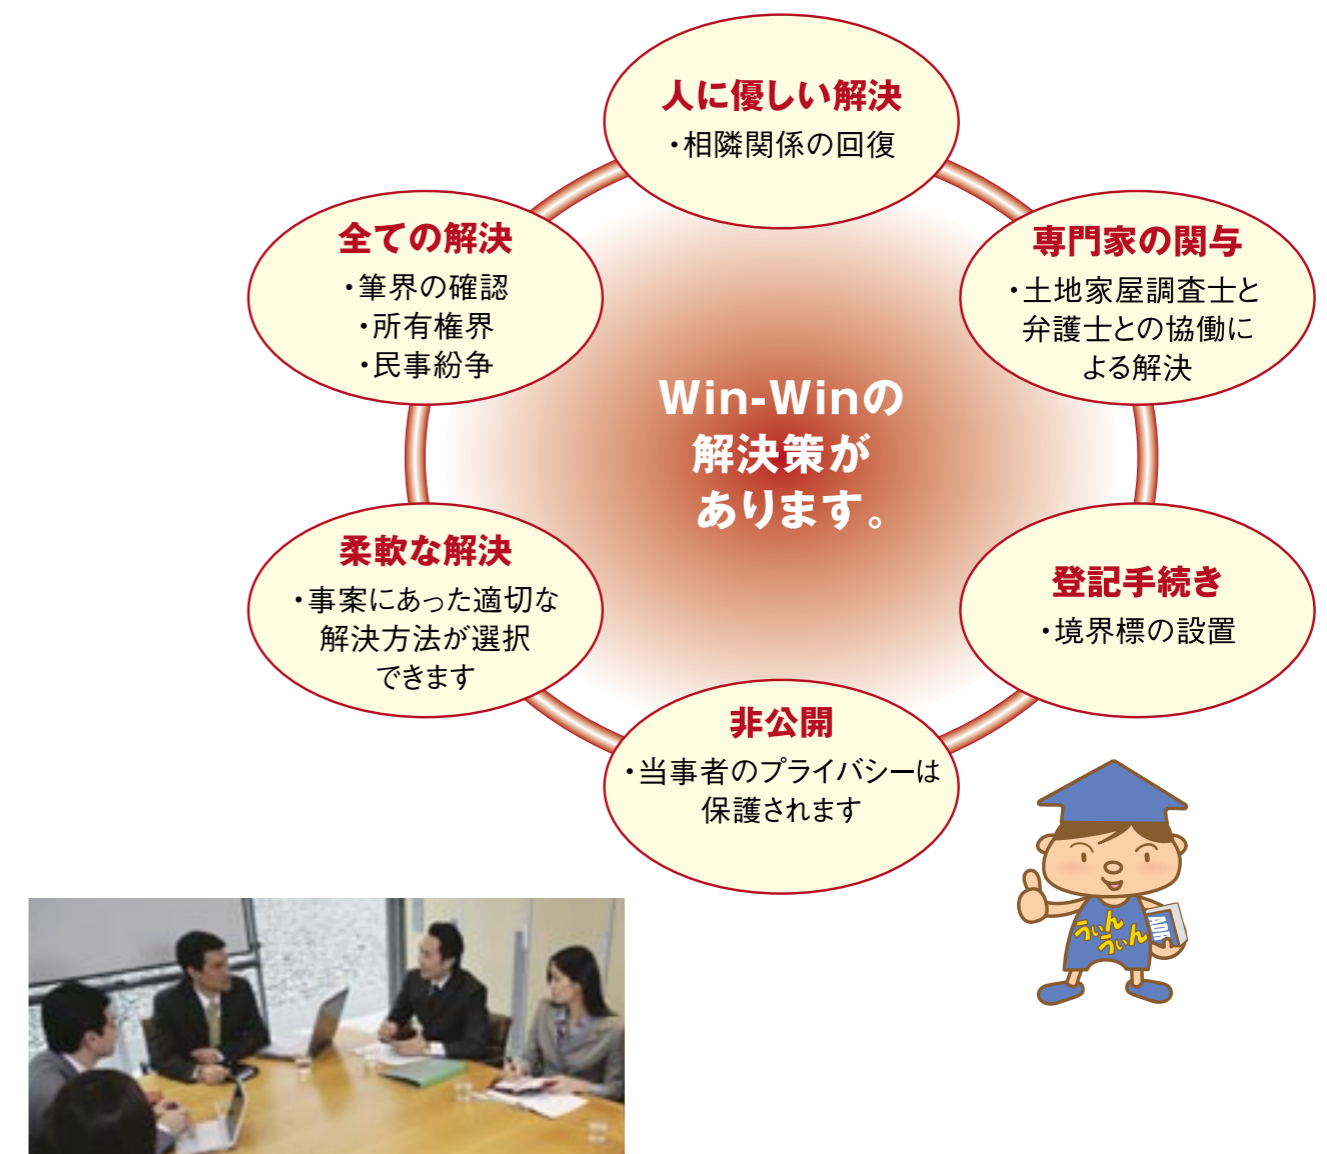 人に優しい解決
・相隣関係の回復
全ての解決
・筆界の確認
・所有権界
・民事紛争
専門家の関与
・土地家屋調査士と
弁護士との協働に
よる解決
Win-Winの
解決策が
あります。
柔軟な解決
・事案にあった適切な
解決方法が選択
できます
登記手続き
・境界標の設置
非公開
・当事者のプライバシーは
保護されます
うぃん
うぃん
ADR